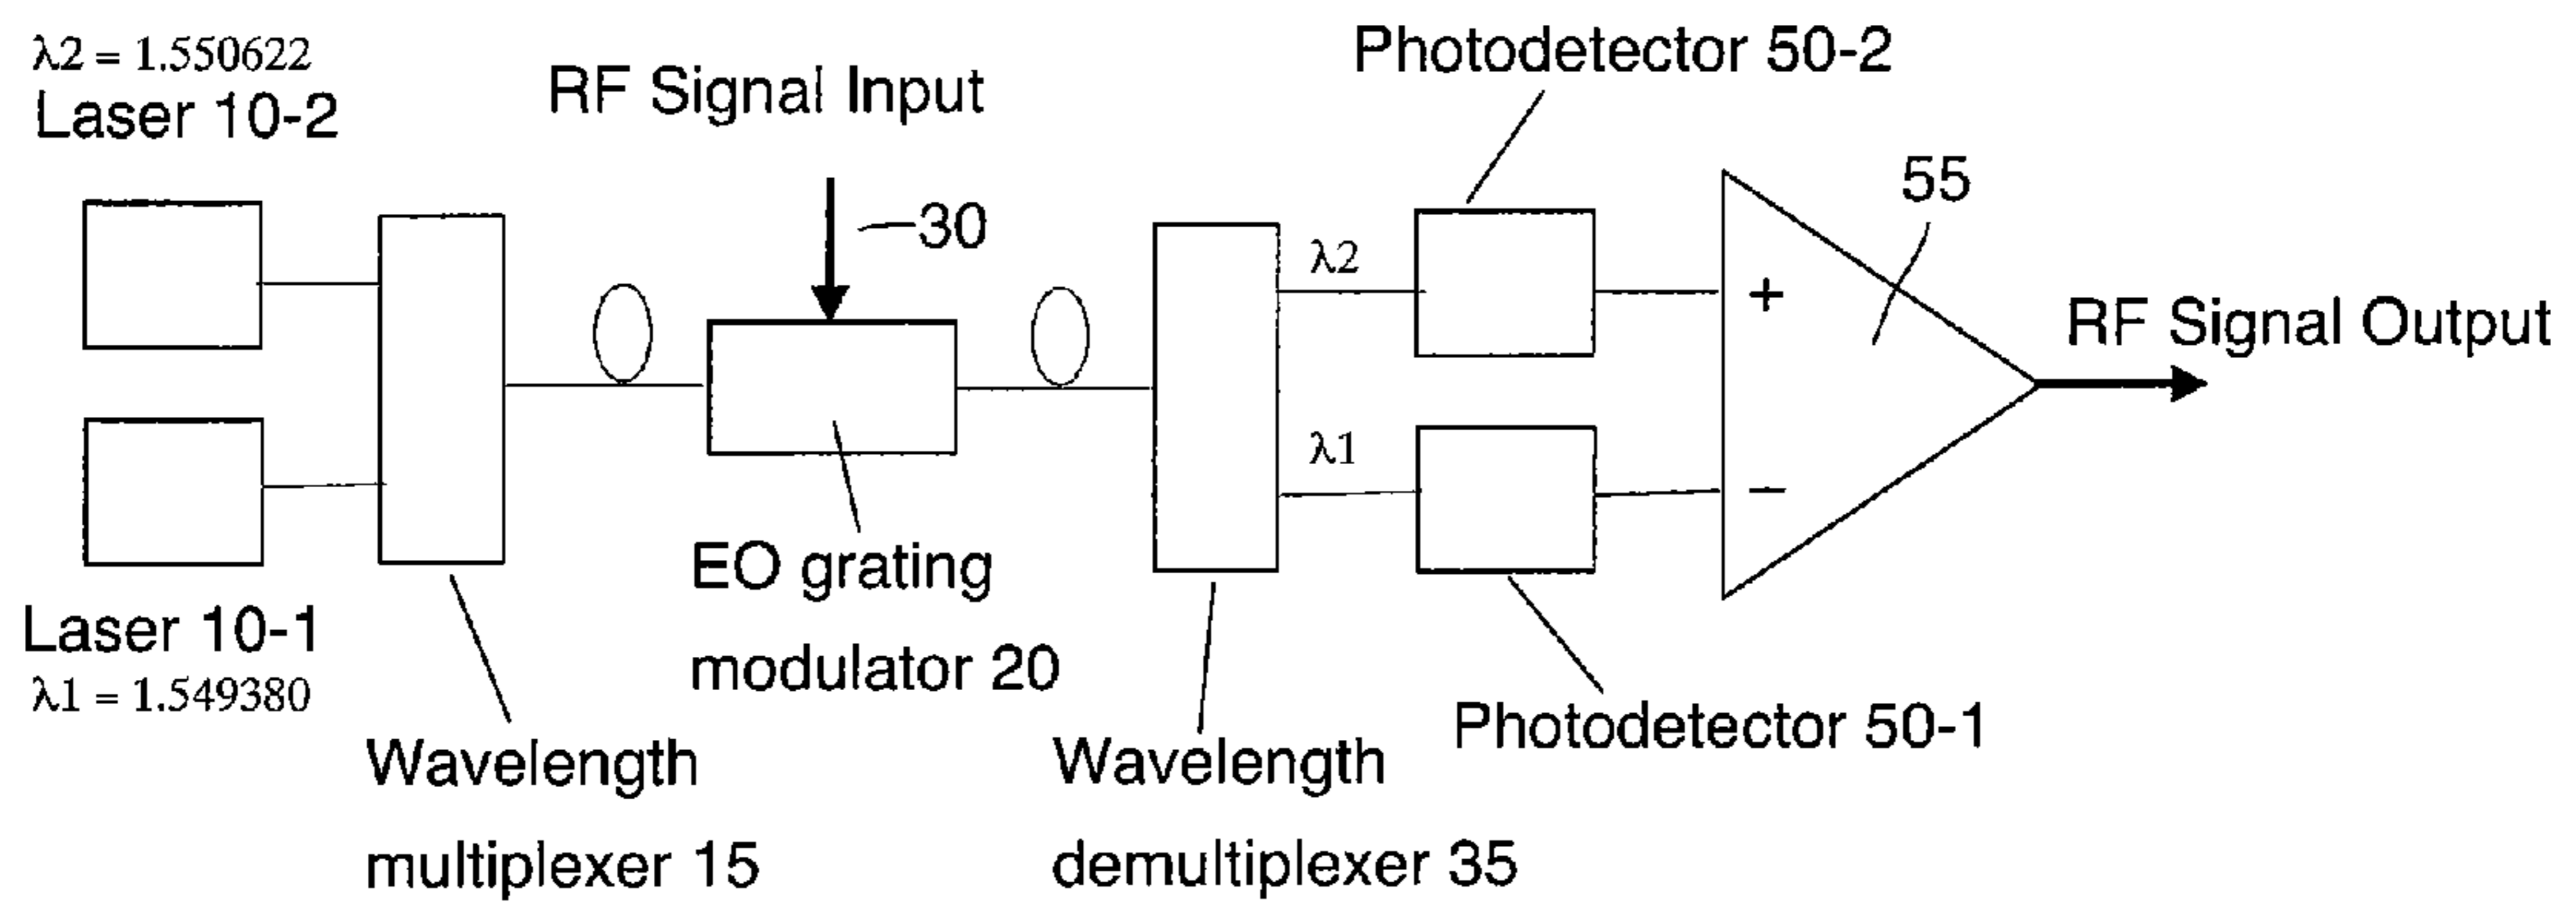 λ2 = 1.550622
Laser 10-2
RF Signal Input
30
Photodetector 50-2
55
λ2
+
RF Signal Output
λ1
−
EO grating
modulator 20
Laser 10-1
λ1 = 1.549380
Photodetector 50-1
Wavelength
multiplexer 15
Wavelength
demultiplexer 35